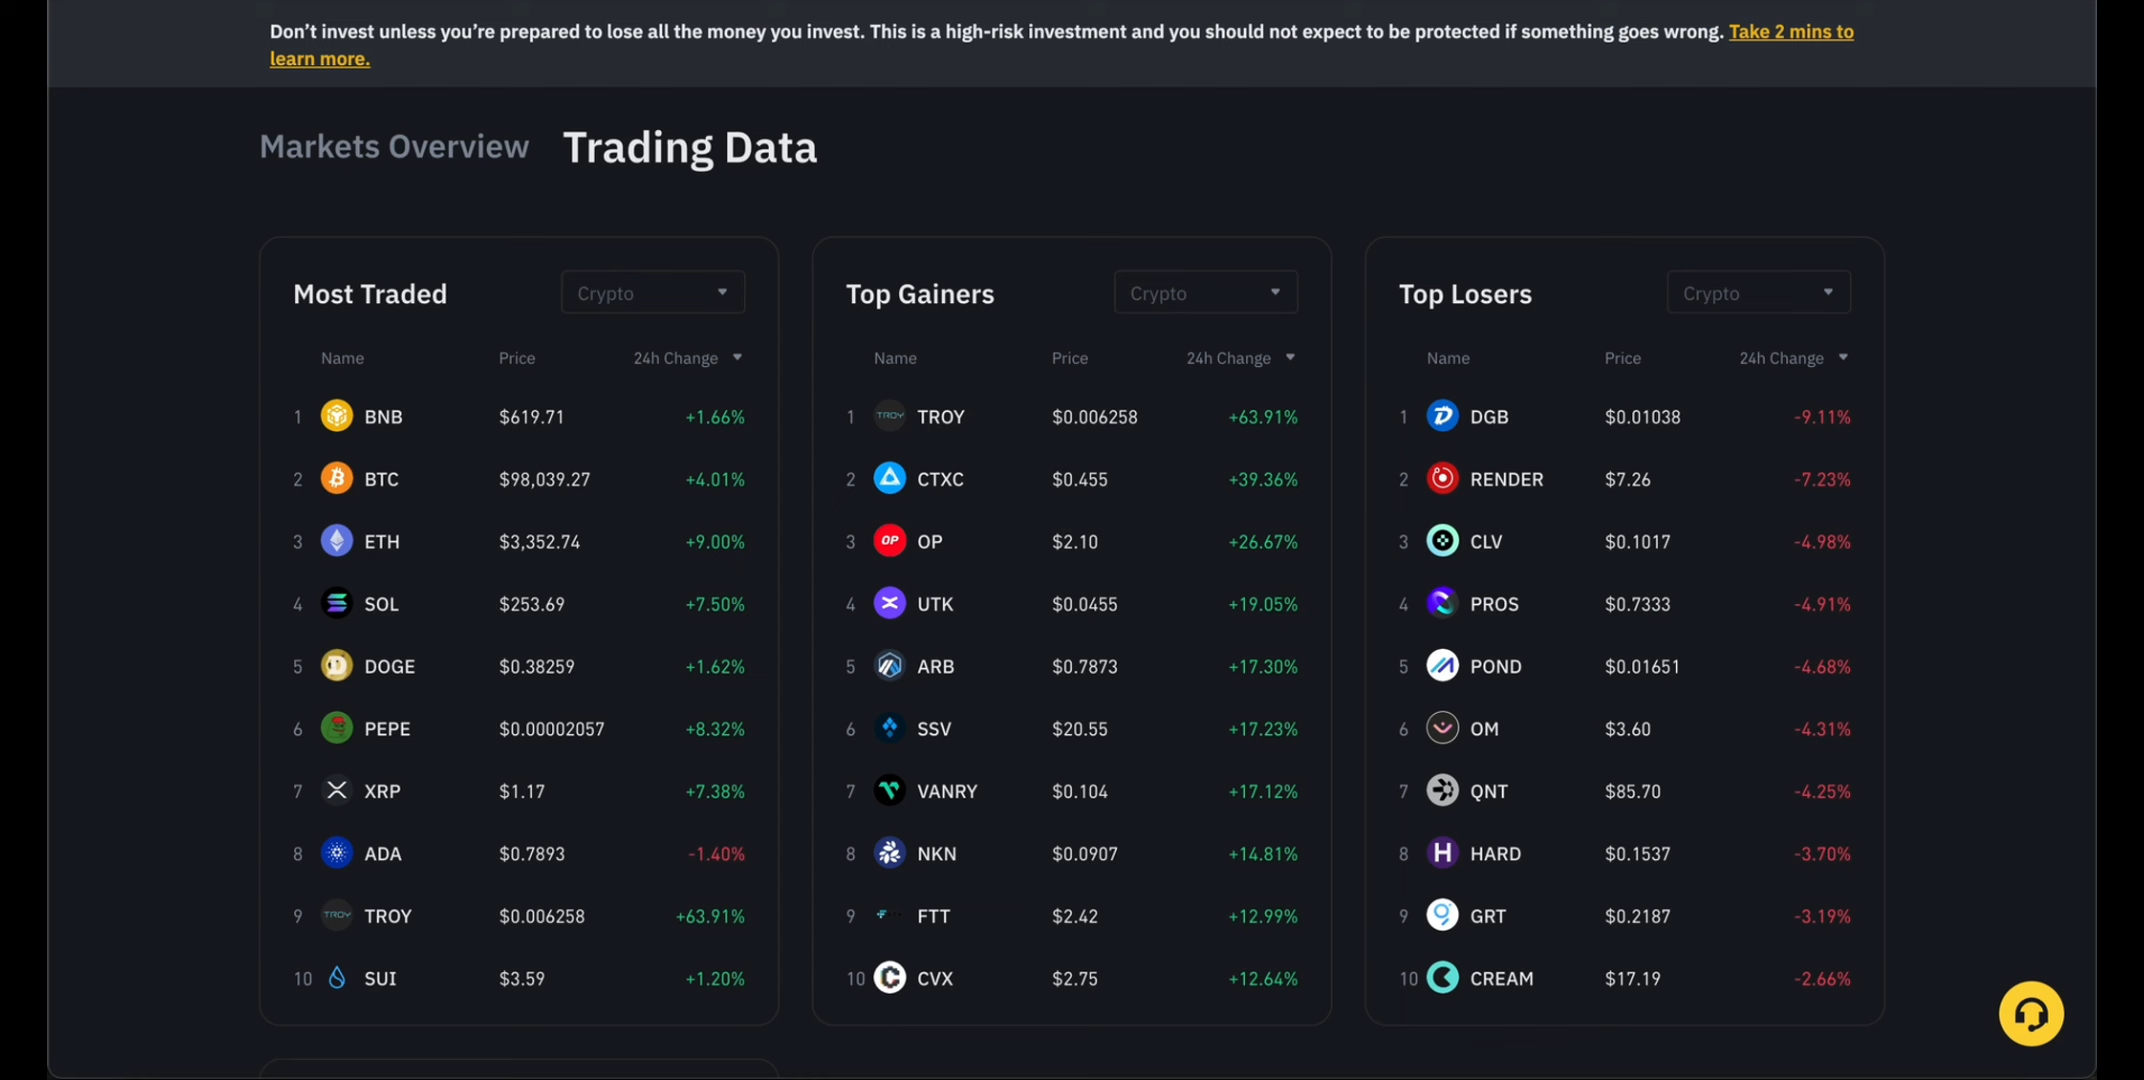 Don’t invest unless you’re prepared to lose all the money you invest. This is a high-risk investment and you should not expect to be protected if something goes wrong. Take 2 mins to
learn more.
Markets Overview Trading Data
Most Traded Crypto
Name Price 24h Change
1 BNB $619.71 +1.66%
2 BTC $98,039.27 +4.01%
3 ETH $3,352.74 +9.00%
4 SOL $253.69 +7.50%
5 DOGE $0.38259 +1.62%
6 PEPE $0.00002057 +8.32%
7 XRP $1.17 +7.38%
8 ADA $0.7893 -1.40%
9 TROY TROY $0.006258 +63.91%
10 SUI $3.59 +1.20%
Top Gainers Crypto
Name Price 24h Change
1 TROY TROY $0.006258 +63.91%
2 CTXC $0.455 +39.36%
3 OP OP $2.10 +26.67%
4 UTK $0.0455 +19.05%
5 ARB $0.7873 +17.30%
6 SSV $20.55 +17.23%
7 VANRY $0.104 +17.12%
8 NKN $0.0907 +14.81%
9 FTT $2.42 +12.99%
10 CVX $2.75 +12.64%
Top Losers Crypto
Name Price 24h Change
1 DGB $0.01038 -9.11%
2 RENDER $7.26 -7.23%
3 CLV $0.1017 -4.98%
4 PROS $0.7333 -4.91%
5 POND $0.01651 -4.68%
6 OM $3.60 -4.31%
7 QNT $85.70 -4.25%
8 H HARD $0.1537 -3.70%
9 GRT $0.2187 -3.19%
10 CREAM $17.19 -2.66%